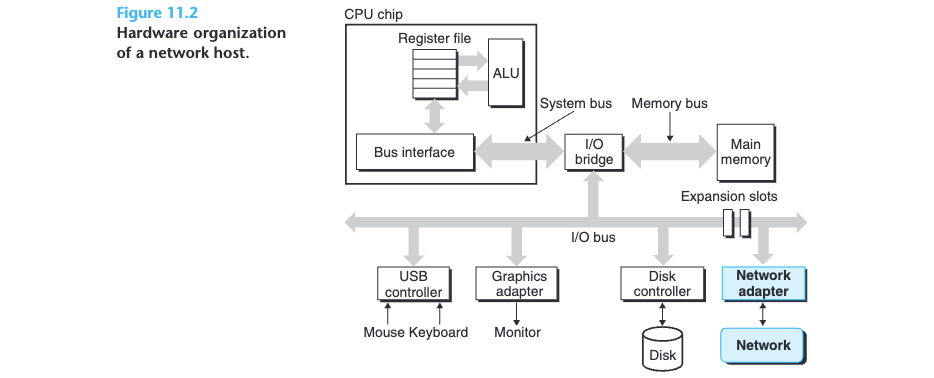 Figure 11.2
Hardware organization
of a network host.
CPU chip
Register file
ALU
System bus
Memory bus
Bus interface
I/O
bridge
Main
memory
Expansion slots
I/O bus
USB
controller
Graphics
adapter
Disk
controller
Network
adapter
Mouse Keyboard
Monitor
Disk
Network